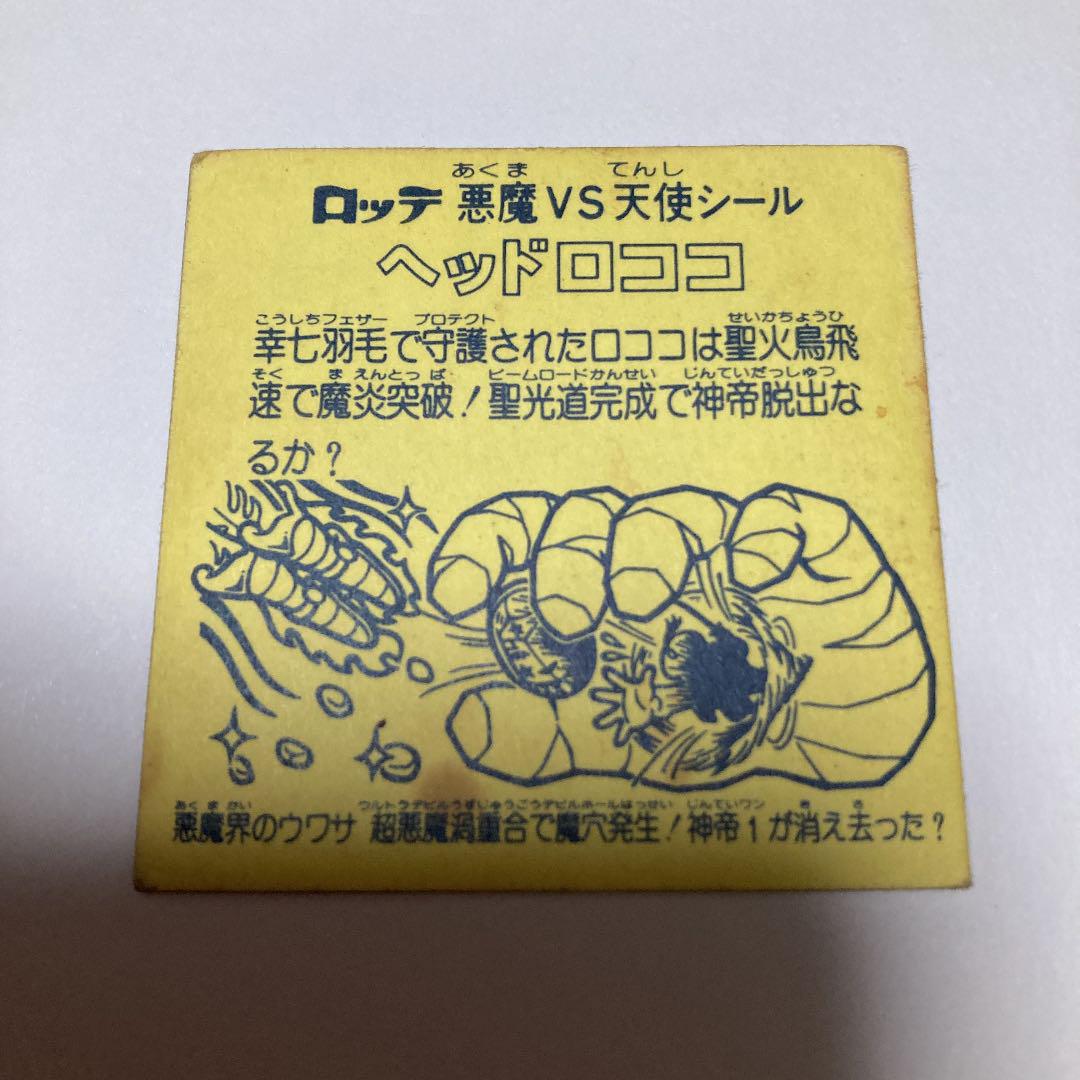 あくま てんし
ロッテ 悪魔VS天使シール
ヘッドロココ
こうしちフェザー プロテクト せいかちょうひ
幸七羽毛で守護されたロココは聖火鳥飛
そく まえんとっぱ ビームロードかんせい じんていだっしゅつ
速で魔炎突破!聖光道完成で神帝脱出な
るか?
あくまかい ウルトラデビルうずじゅうごうデビルホールはっせい じんていワン き さ
悪魔界のウワサ 超悪魔渦重合で魔穴発生!神帝1が消え去った?